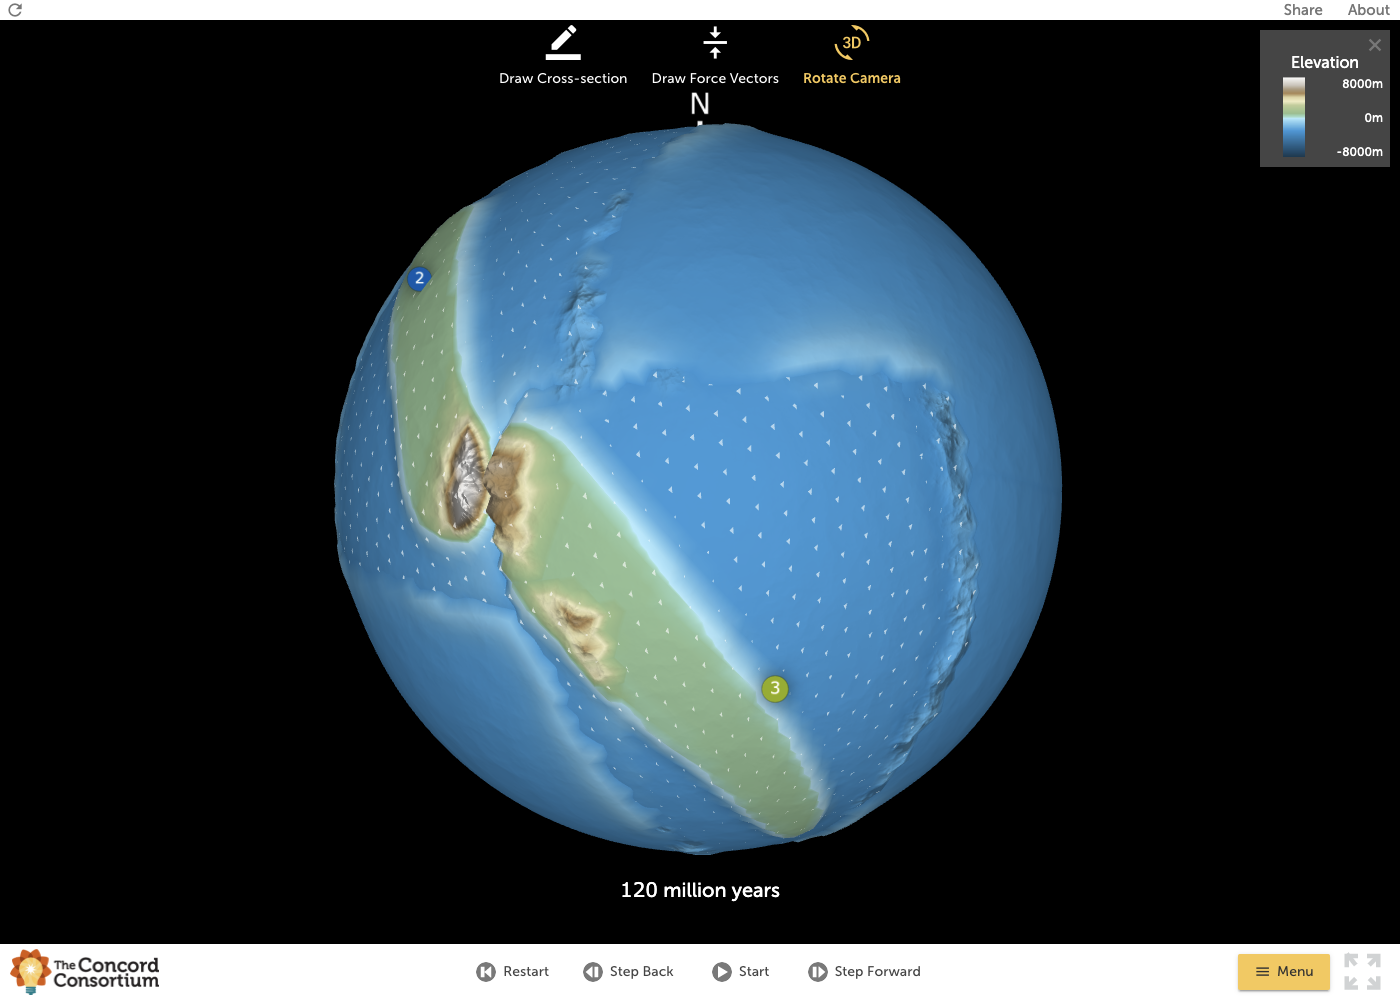 Share About
Draw Cross-section Draw Force Vectors 3D Rotate Camera
Elevation
8000m
0m
-8000m
N
2
3
120 million years
The Concord
Consortium
Restart Step Back Start Step Forward Menu